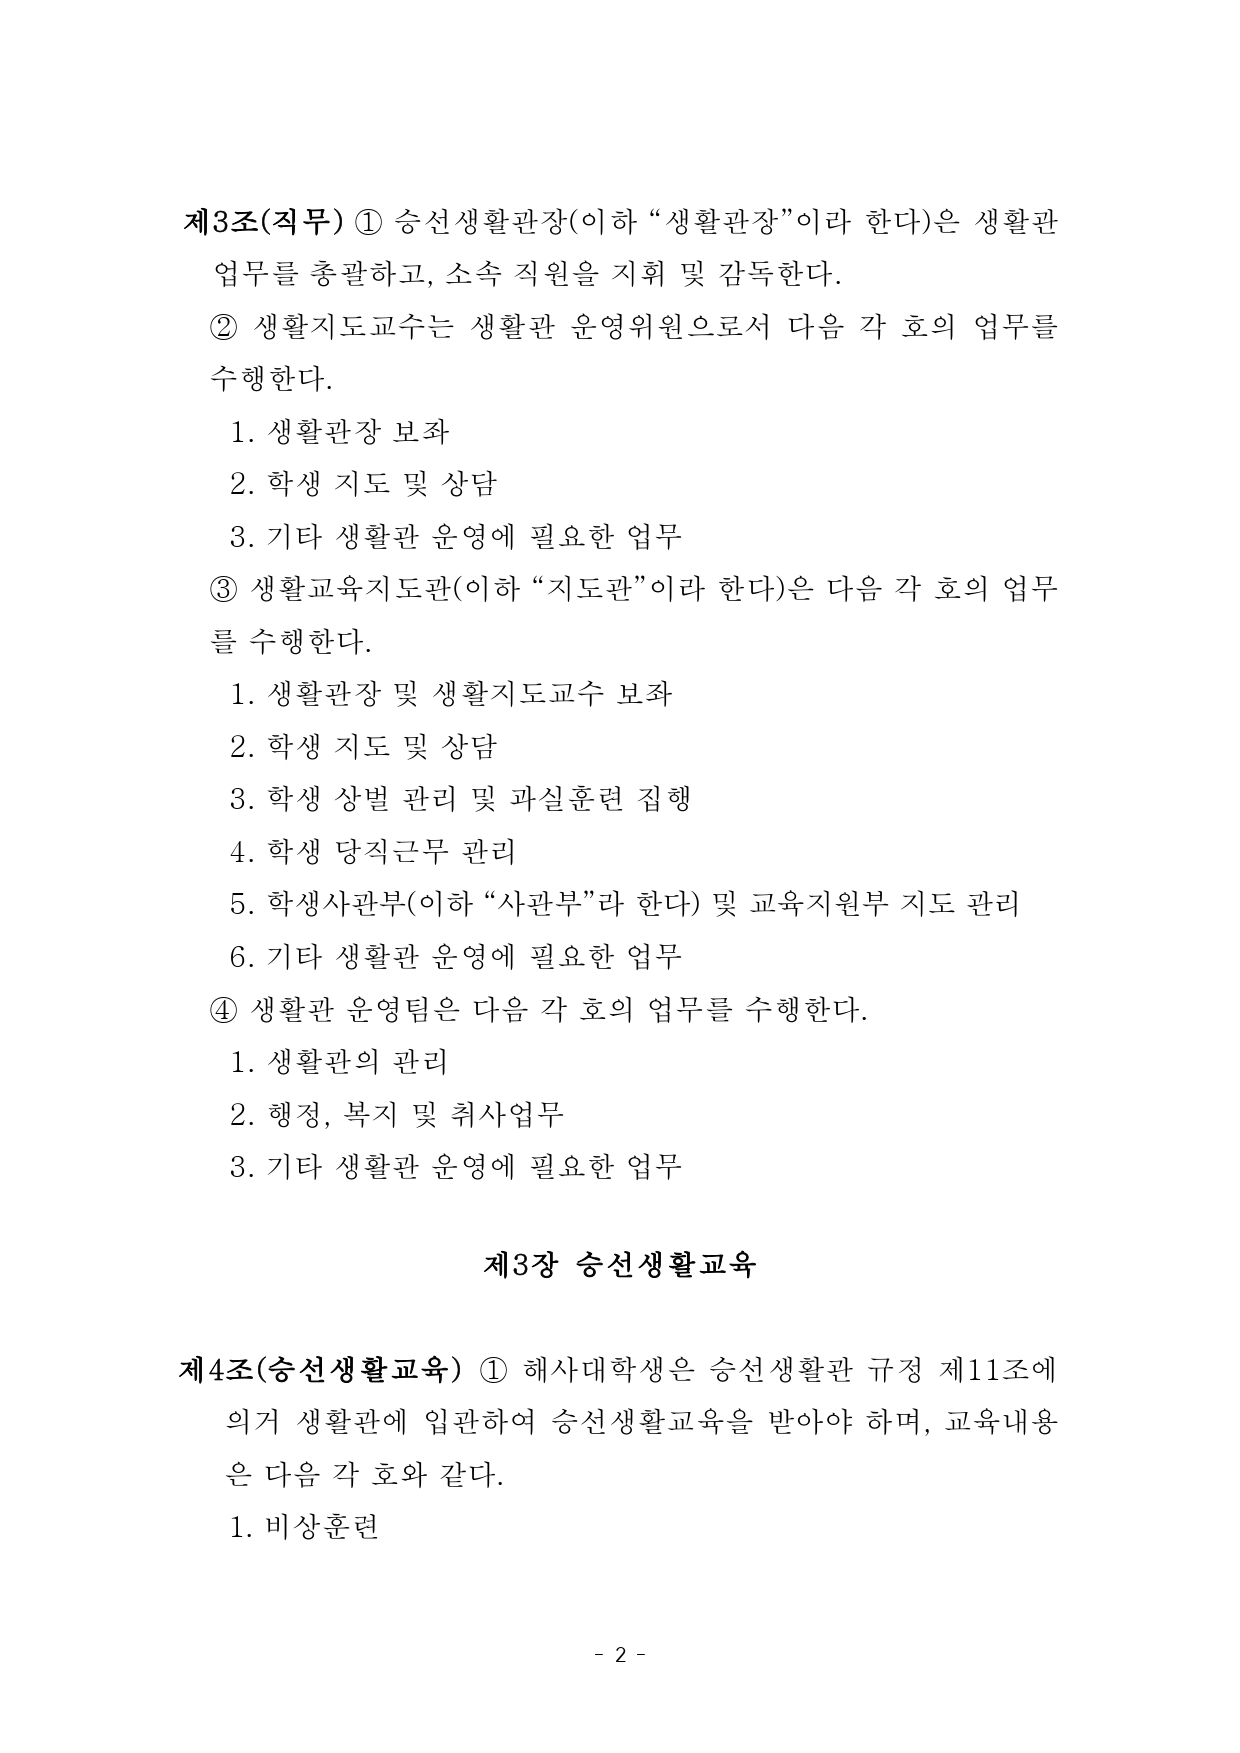 제3조(직무) ① 승선생활관장(이하 “생활관장”이라 한다)은 생활관
업무를 총괄하고, 소속 직원을 지휘 및 감독한다.
② 생활지도교수는 생활관 운영위원으로서 다음 각 호의 업무를
수행한다.
1. 생활관장 보좌
2. 학생 지도 및 상담
3. 기타 생활관 운영에 필요한 업무
③ 생활교육지도관(이하 “지도관”이라 한다)은 다음 각 호의 업무
를 수행한다.
1. 생활관장 및 생활지도교수 보좌
2. 학생 지도 및 상담
3. 학생 상벌 관리 및 과실훈련 집행
4. 학생 당직근무 관리
5. 학생사관부(이하 “사관부”라 한다) 및 교육지원부 지도 관리
6. 기타 생활관 운영에 필요한 업무
④ 생활관 운영팀은 다음 각 호의 업무를 수행한다.
1. 생활관의 관리
2. 행정, 복지 및 취사업무
3. 기타 생활관 운영에 필요한 업무
제3장 승선생활교육
제4조(승선생활교육) ① 해사대학생은 승선생활관 규정 제11조에
의거 생활관에 입관하여 승선생활교육을 받아야 하며, 교육내용
은 다음 각 호와 같다.
1. 비상훈련
- 2 -